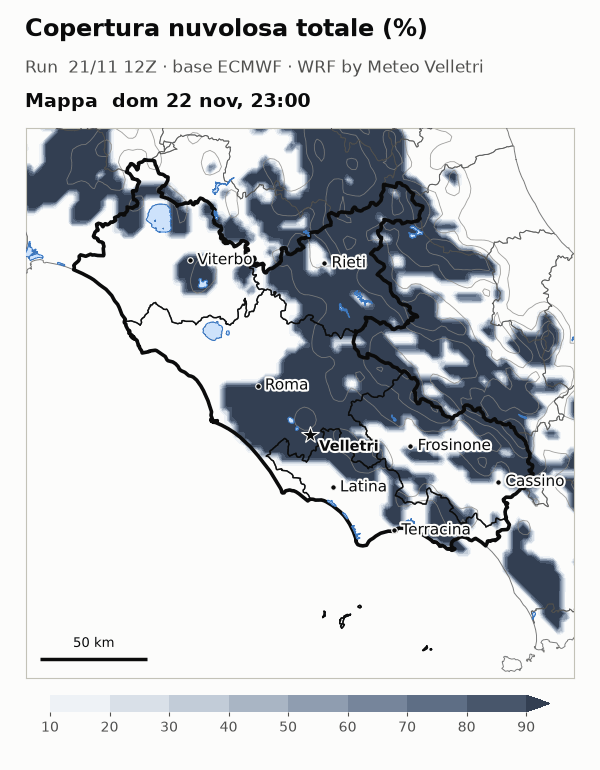 Copertura nuvolosa totale (%)
Run  21/11 12Z · base ECMWF · WRF by Meteo Velletri
Mappa  dom 22 nov, 23:00
Viterbo
Rieti
Roma
Velletri
Frosinone
Cassino
Latina
Terracina
50 km
10 20 30 40 50 60 70 80 90